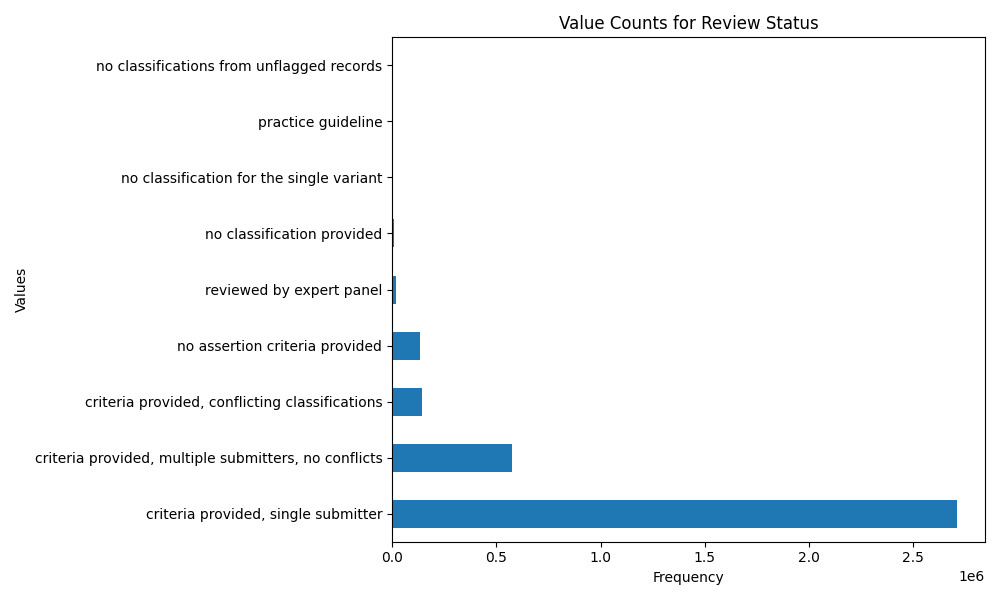 Value Counts for Review Status
no classifications from unflagged records
practice guideline
no classification for the single variant
no classification provided
reviewed by expert panel
no assertion criteria provided
criteria provided, conflicting classifications
criteria provided, multiple submitters, no conflicts
criteria provided, single submitter
Values
0.0 0.5 1.0 1.5 2.0 2.5
1e6
Frequency